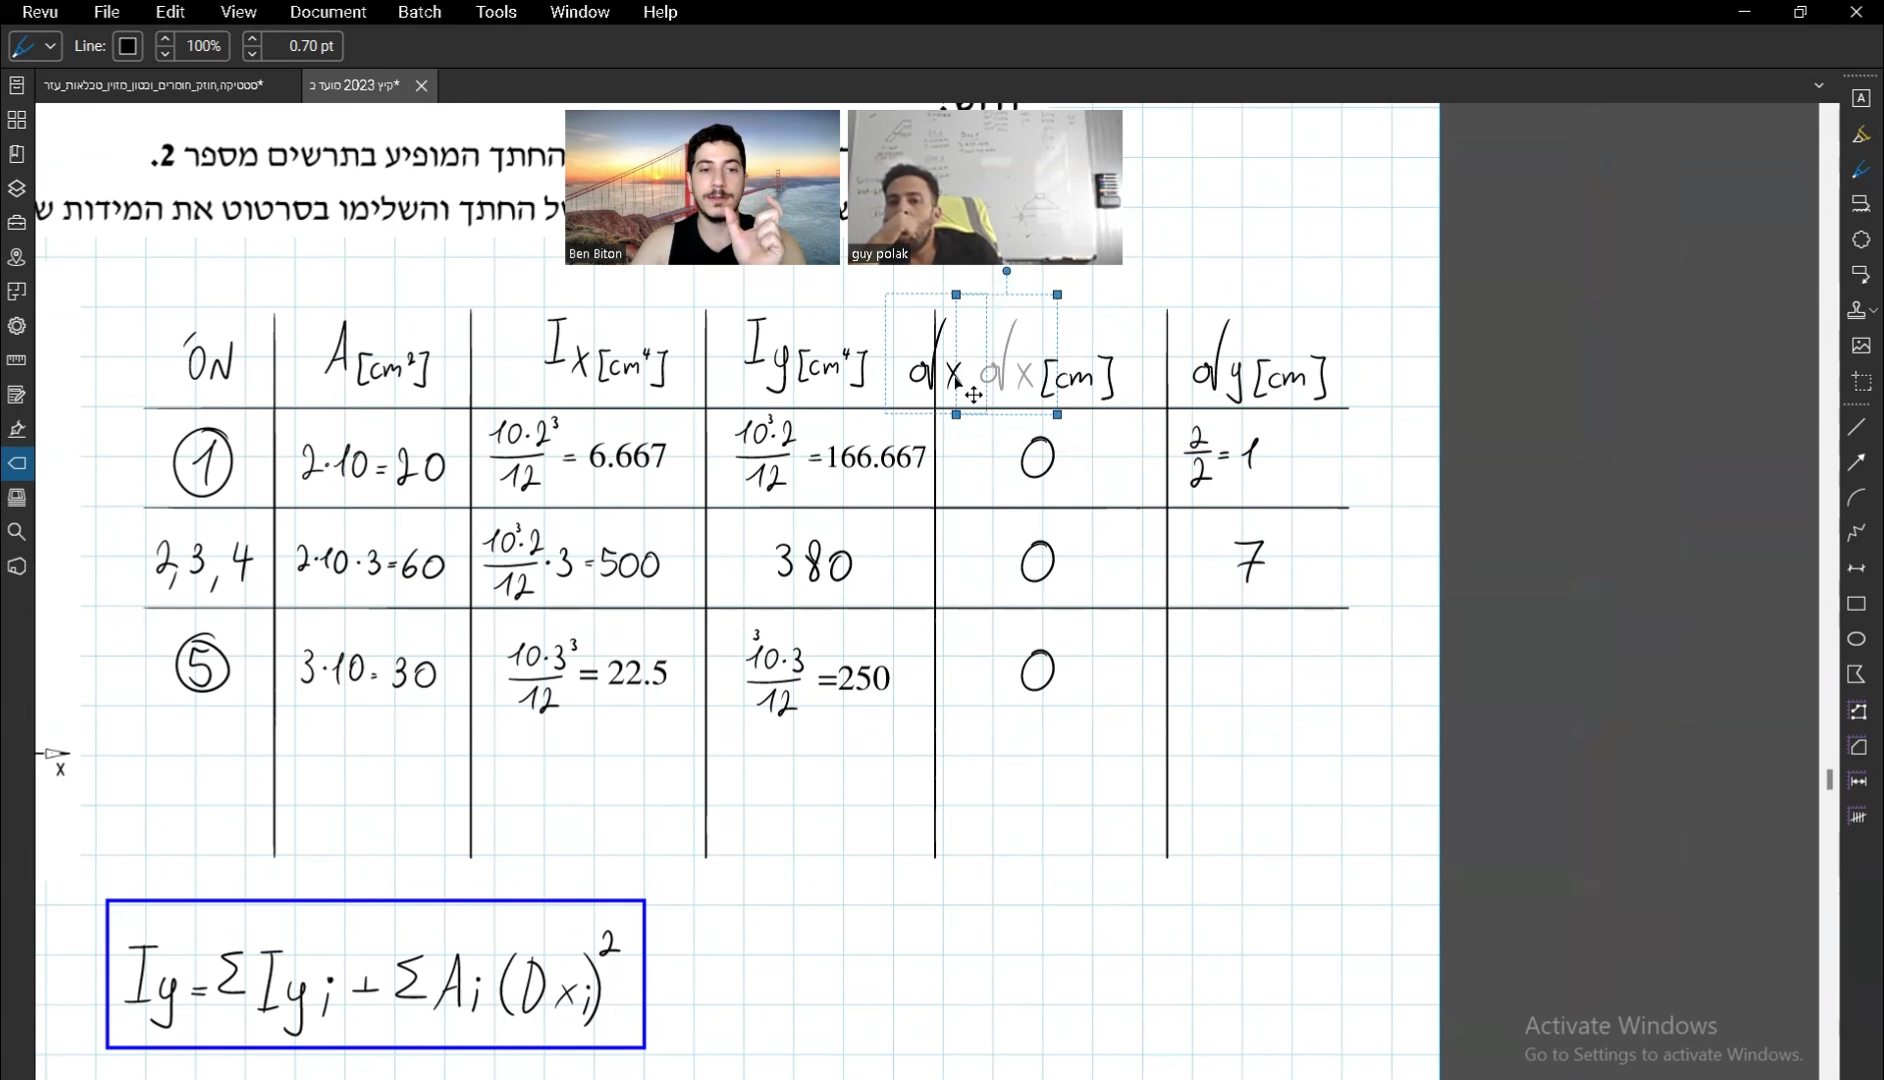 Revu File Edit View Document Batch Tools Window Help
Line: 100% 0.70 pt
סטטיקה,חוזק_חומרים_ובטון_מזוין_טבלאות_עזר*
קיץ 2023 מועד ב*
החתך המופיע בתרשים מספר 2.
של החתך והשלימו בסרטוט את המידות ש
Ben Biton
guy polak
סN' A[cm²] Ix[cm⁴] Iy[cm⁴] dx dx[cm] dy[cm]
1 2·10=20 10·2³/12 = 6.667 10³·2/12 =166.667 0 2/2=1
2,3,4 2·10·3=60 10³·2/12·3=500 380 0 7
5 3·10=30 10·3³/12 = 22.5 10³·3/12 =250 0
x
Iy=ΣIyi+ΣAi(Dxi)²
Activate Windows
Go to Settings to activate Windows.